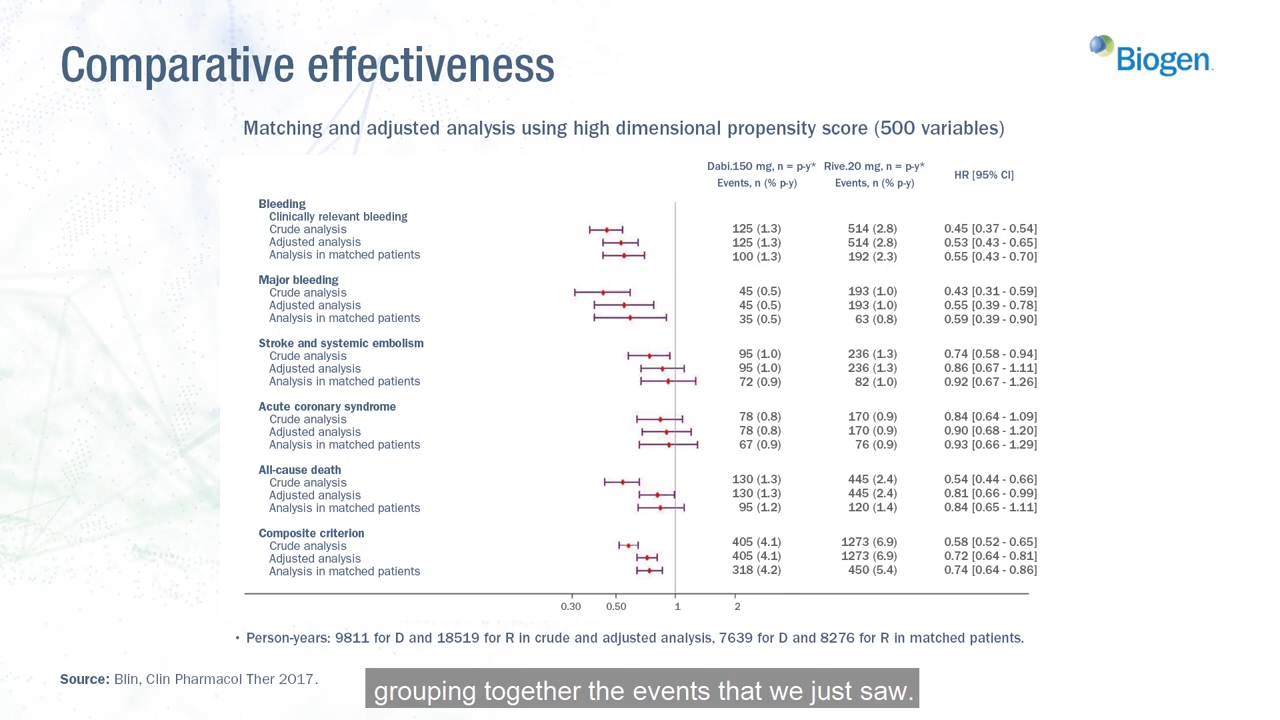 Comparative effectiveness
Biogen.
Matching and adjusted analysis using high dimensional propensity score (500 variables)
Dabi.150 mg, n = p-y* Rive.20 mg, n = p-y* HR [95% CI]
Events, n (% p-y) Events, n (% p-y)
Bleeding
Clinically relevant bleeding
Crude analysis 125 (1.3) 514 (2.8) 0.45 [0.37 - 0.54]
Adjusted analysis 125 (1.3) 514 (2.8) 0.53 [0.43 - 0.65]
Analysis in matched patients 100 (1.3) 192 (2.3) 0.55 [0.43 - 0.70]
Major bleeding
Crude analysis 45 (0.5) 193 (1.0) 0.43 [0.31 - 0.59]
Adjusted analysis 45 (0.5) 193 (1.0) 0.55 [0.39 - 0.78]
Analysis in matched patients 35 (0.5) 63 (0.8) 0.59 [0.39 - 0.90]
Stroke and systemic embolism
Crude analysis 95 (1.0) 236 (1.3) 0.74 [0.58 - 0.94]
Adjusted analysis 95 (1.0) 236 (1.3) 0.86 [0.67 - 1.11]
Analysis in matched patients 72 (0.9) 82 (1.0) 0.92 [0.67 - 1.26]
Acute coronary syndrome
Crude analysis 78 (0.8) 170 (0.9) 0.84 [0.64 - 1.09]
Adjusted analysis 78 (0.8) 170 (0.9) 0.90 [0.68 - 1.20]
Analysis in matched patients 67 (0.9) 76 (0.9) 0.93 [0.66 - 1.29]
All-cause death
Crude analysis 130 (1.3) 445 (2.4) 0.54 [0.44 - 0.66]
Adjusted analysis 130 (1.3) 445 (2.4) 0.81 [0.66 - 0.99]
Analysis in matched patients 95 (1.2) 120 (1.4) 0.84 [0.65 - 1.11]
Composite criterion
Crude analysis 405 (4.1) 1273 (6.9) 0.58 [0.52 - 0.65]
Adjusted analysis 405 (4.1) 1273 (6.9) 0.72 [0.64 - 0.81]
Analysis in matched patients 318 (4.2) 450 (5.4) 0.74 [0.64 - 0.86]
0.30 0.50 1 2
• Person-years: 9811 for D and 18519 for R in crude and adjusted analysis, 7639 for D and 8276 for R in matched patients.
Source: Blin, Clin Pharmacol Ther 2017.
grouping together the events that we just saw.